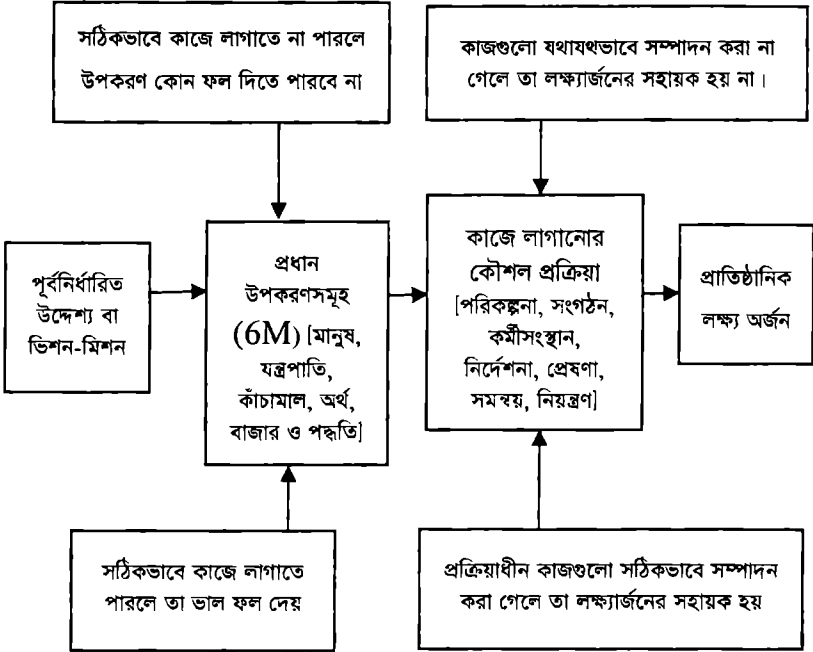 সঠিকভাবে কাজে লাগাতে না পারলে
উপকরণ কোন ফল দিতে পারবে না
কাজগুলো যথাযথভাবে সম্পাদন করা না
গেলে তা লক্ষ্যার্জনের সহায়ক হয় না।
পূর্বনির্ধারিত
উদ্দেশ্য বা
ভিশন-মিশন
প্রধান
উপকরণসমূহ
(6M) [মানুষ,
যন্ত্রপাতি,
কাঁচামাল, অর্থ,
বাজার ও পদ্ধতি]
কাজে লাগানোর
কৌশল প্রক্রিয়া
[পরিকল্পনা, সংগঠন,
কর্মীসংস্থান,
নির্দেশনা, প্রেষণা,
সমন্বয়, নিয়ন্ত্রণ]
প্রাতিষ্ঠানিক
লক্ষ্য অর্জন
সঠিকভাবে কাজে লাগাতে
পারলে তা ভাল ফল দেয়
প্রক্রিয়াধীন কাজগুলো সঠিকভাবে সম্পাদন
করা গেলে তা লক্ষ্যার্জনের সহায়ক হয়